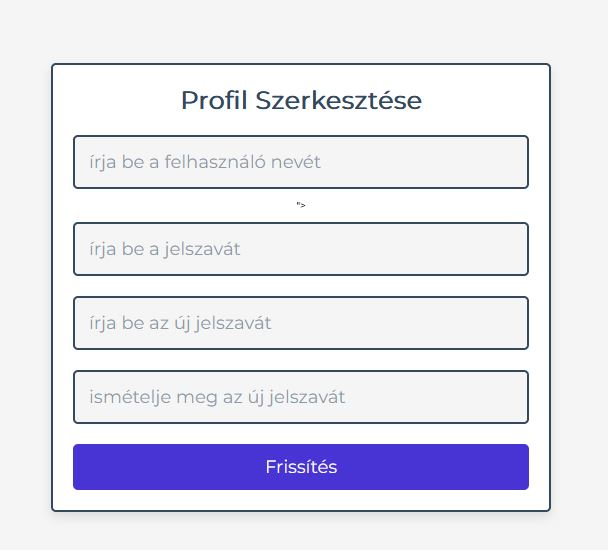 Profil Szerkesztése
írja be a felhasználó nevét
">
írja be a jelszavát
írja be az új jelszavát
ismételje meg az új jelszavát
Frissítés